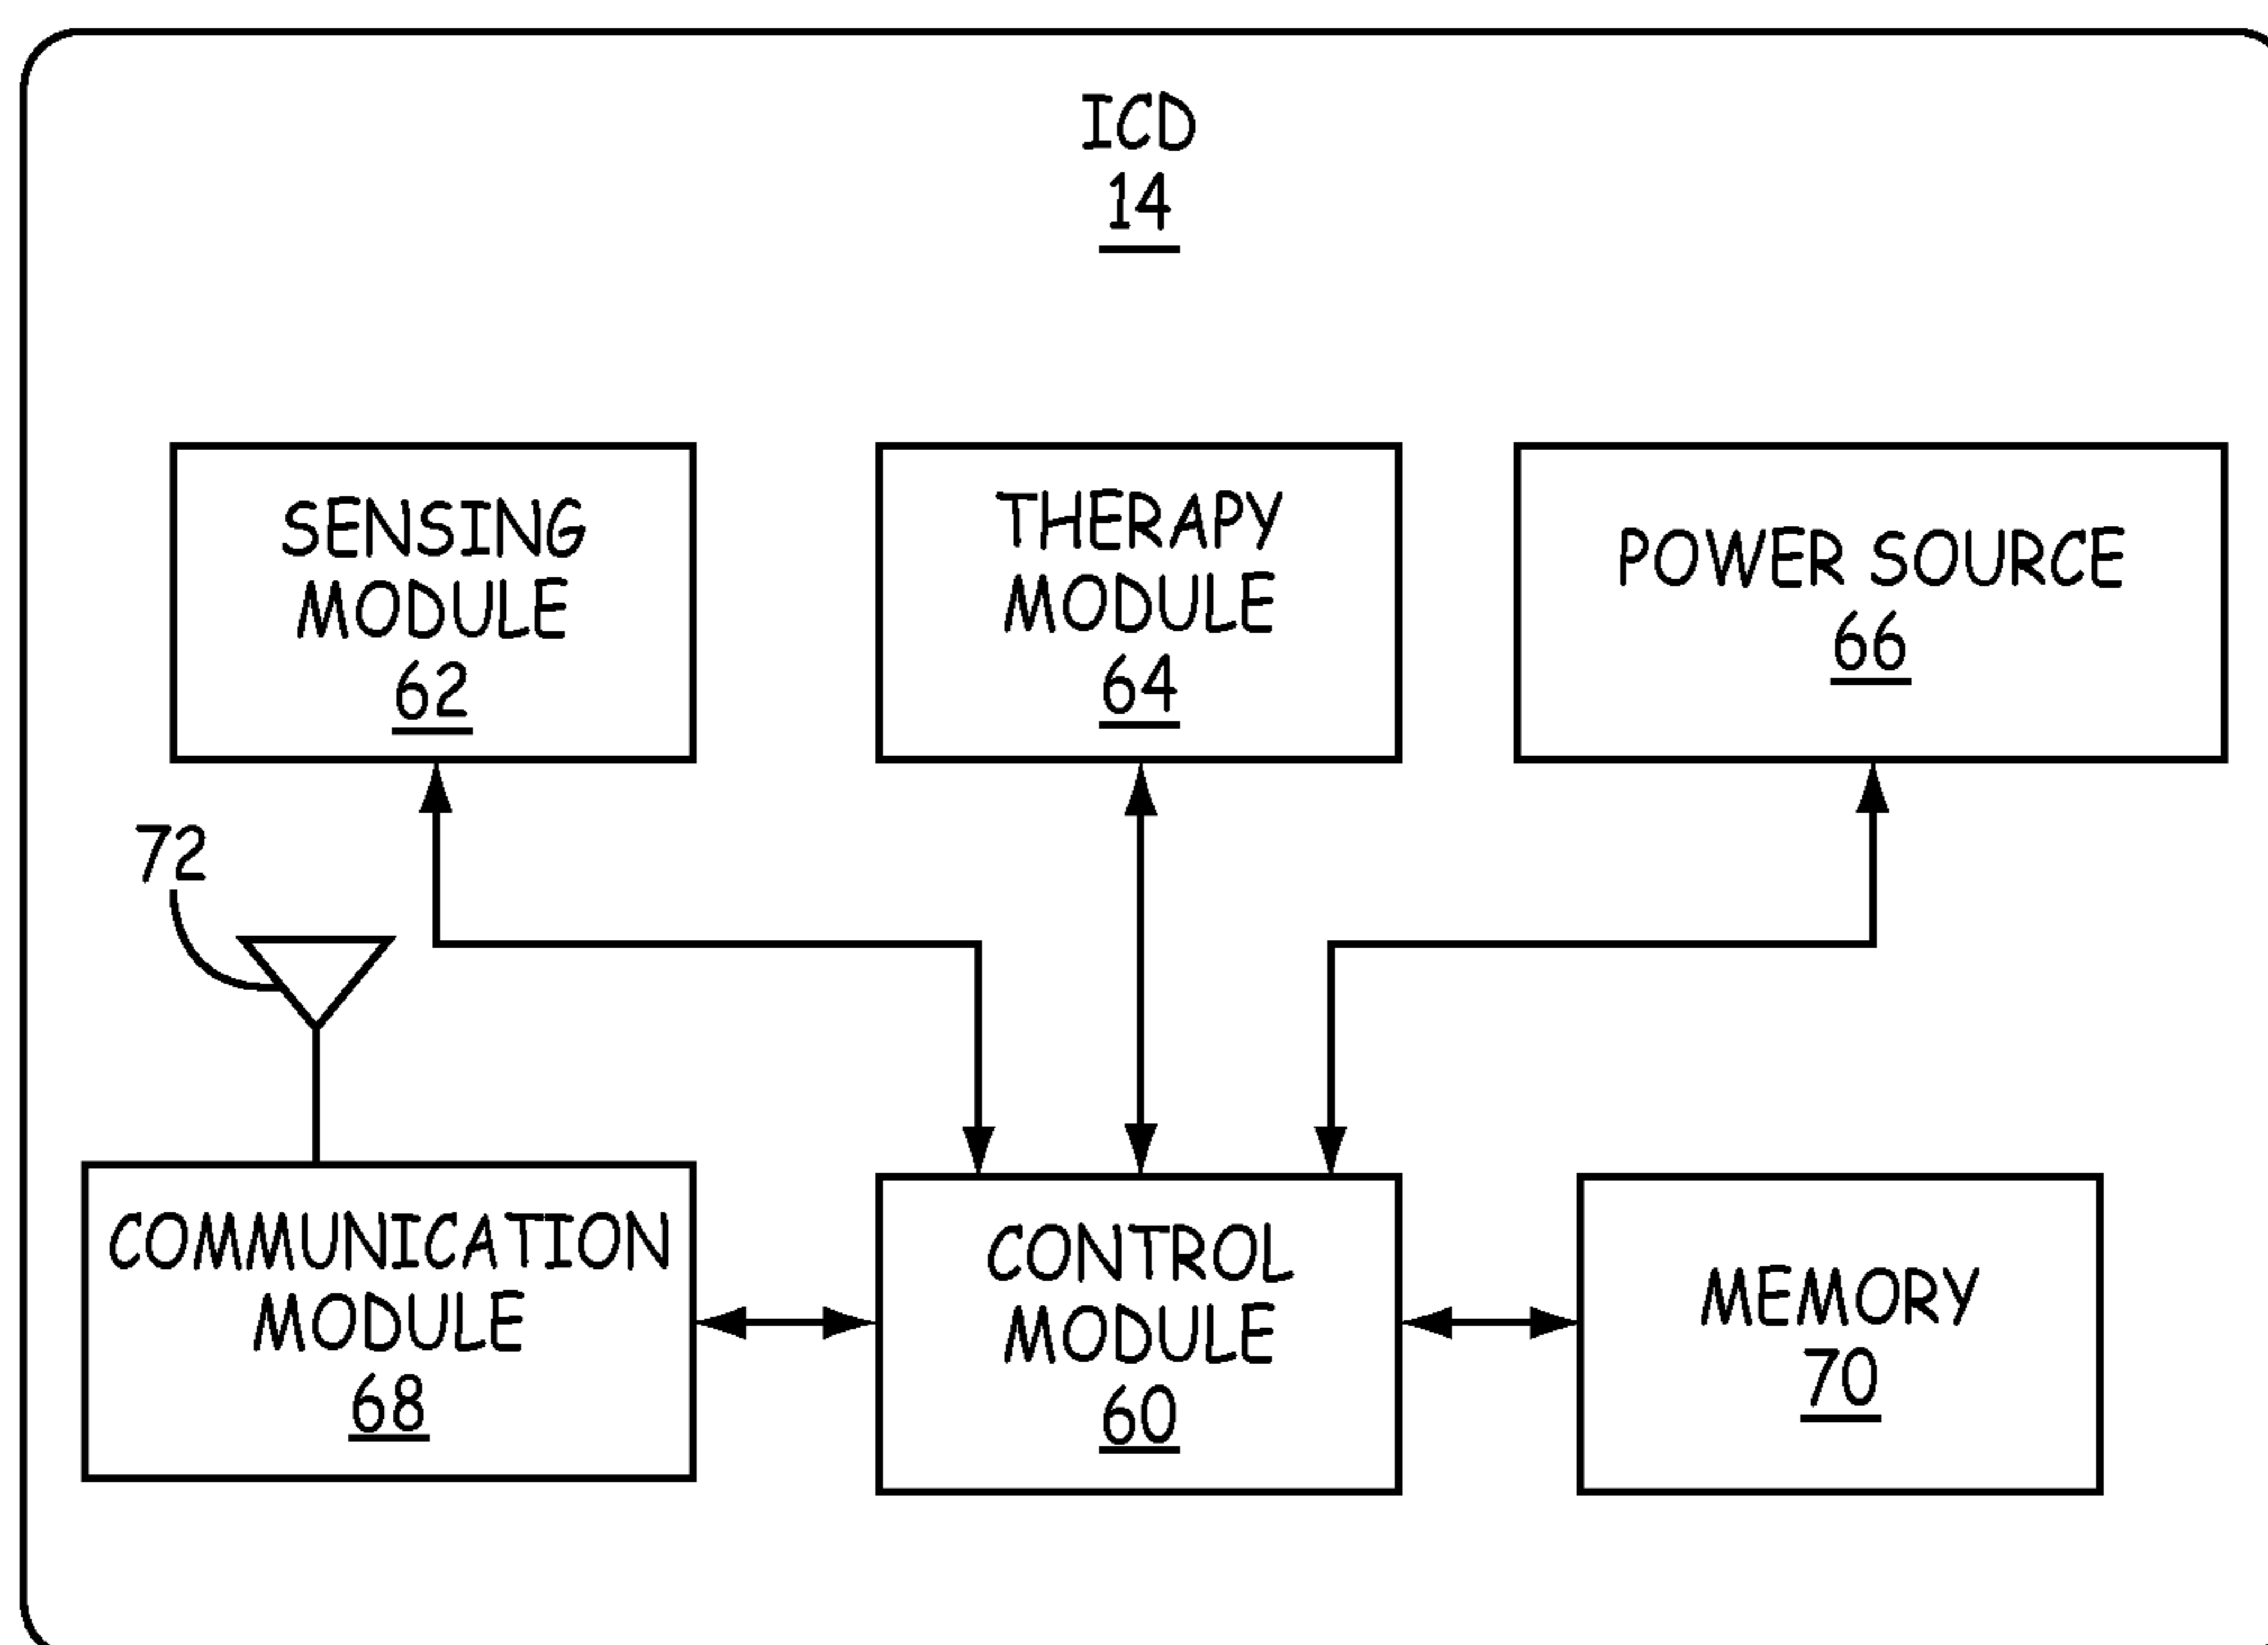 ICD
14
SENSING
MODULE
62
THERAPY
MODULE
64
POWER SOURCE
66
72
COMMUNICATION
MODULE
68
CONTROL
MODULE
60
MEMORY
70